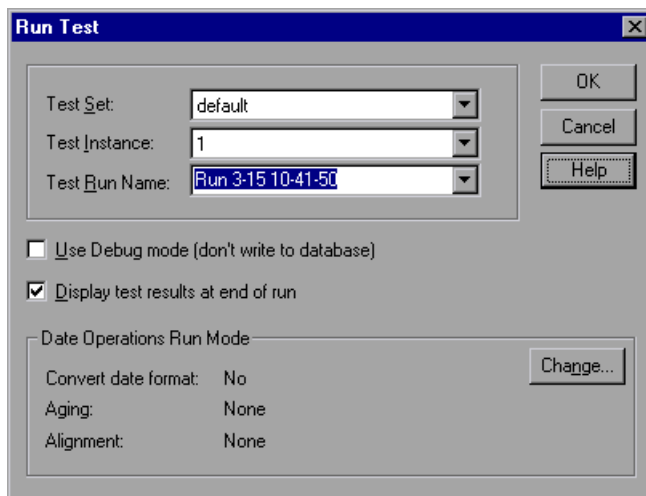 Run Test
Test Set: default
Test Instance: 1
Test Run Name: Run 3-15 10-41-50
OK
Cancel
Help
Use Debug mode (don't write to database)
Display test results at end of run
Date Operations Run Mode
Convert date format: No
Aging: None
Alignment: None
Change...